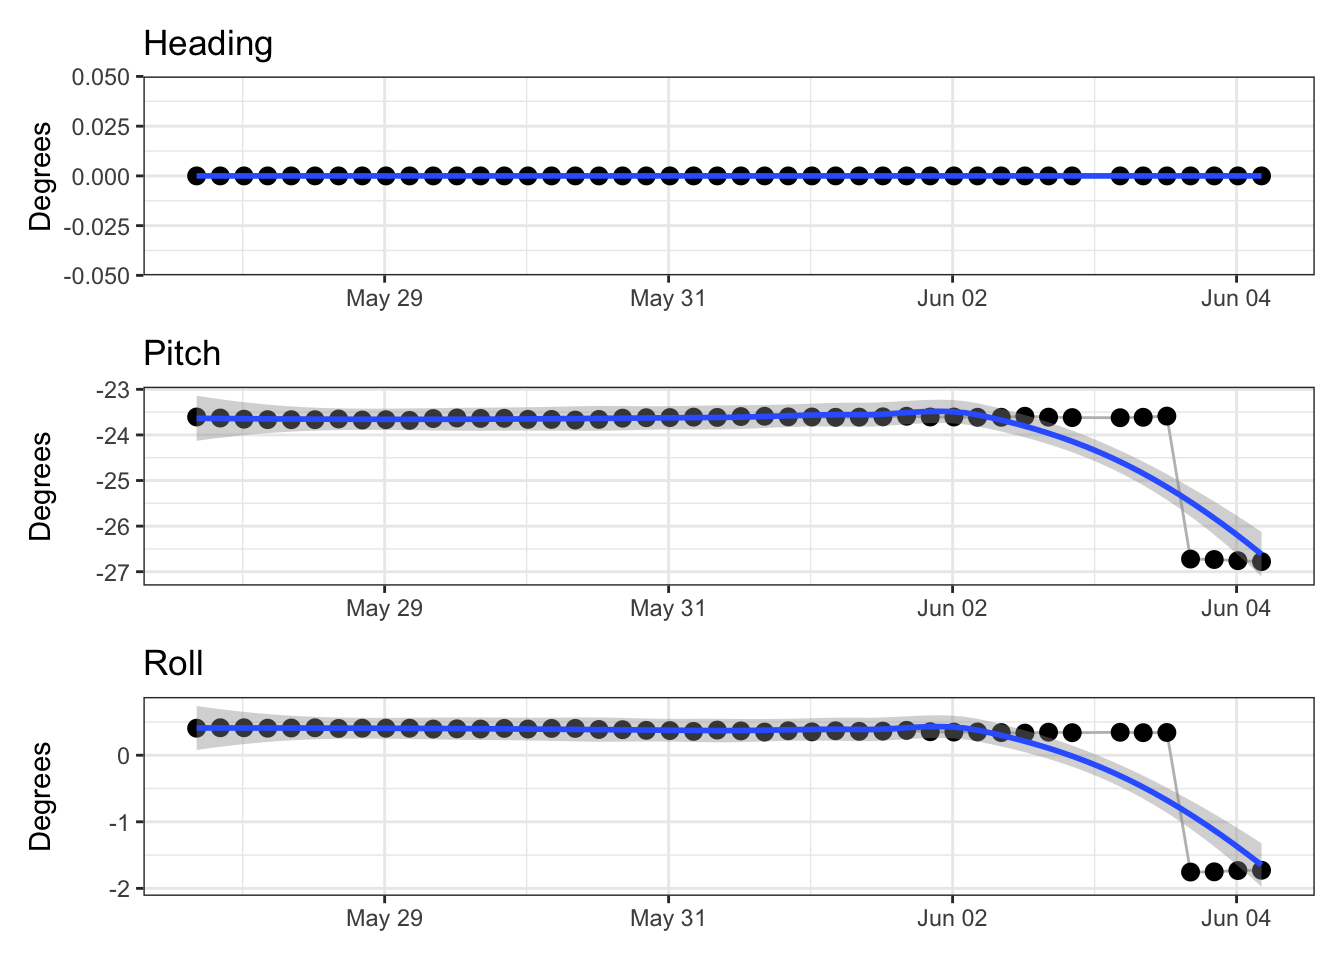 Heading
Degrees
0.050
0.025
0.000
-0.025
-0.050
May 29 May 31 Jun 02 Jun 04
Pitch
Degrees
-23
-24
-25
-26
-27
May 29 May 31 Jun 02 Jun 04
Roll
Degrees
0
-1
-2
May 29 May 31 Jun 02 Jun 04